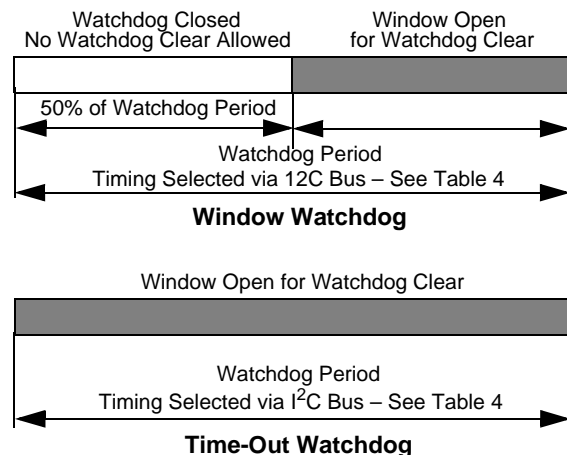 Watchdog Closed
No Watchdog Clear Allowed
Window Open
for Watchdog Clear
50% of Watchdog Period
Watchdog Period
Timing Selected via 12C Bus – See Table 4
Window Watchdog
Window Open for Watchdog Clear
Watchdog Period
Timing Selected via I²C Bus – See Table 4
Time-Out Watchdog